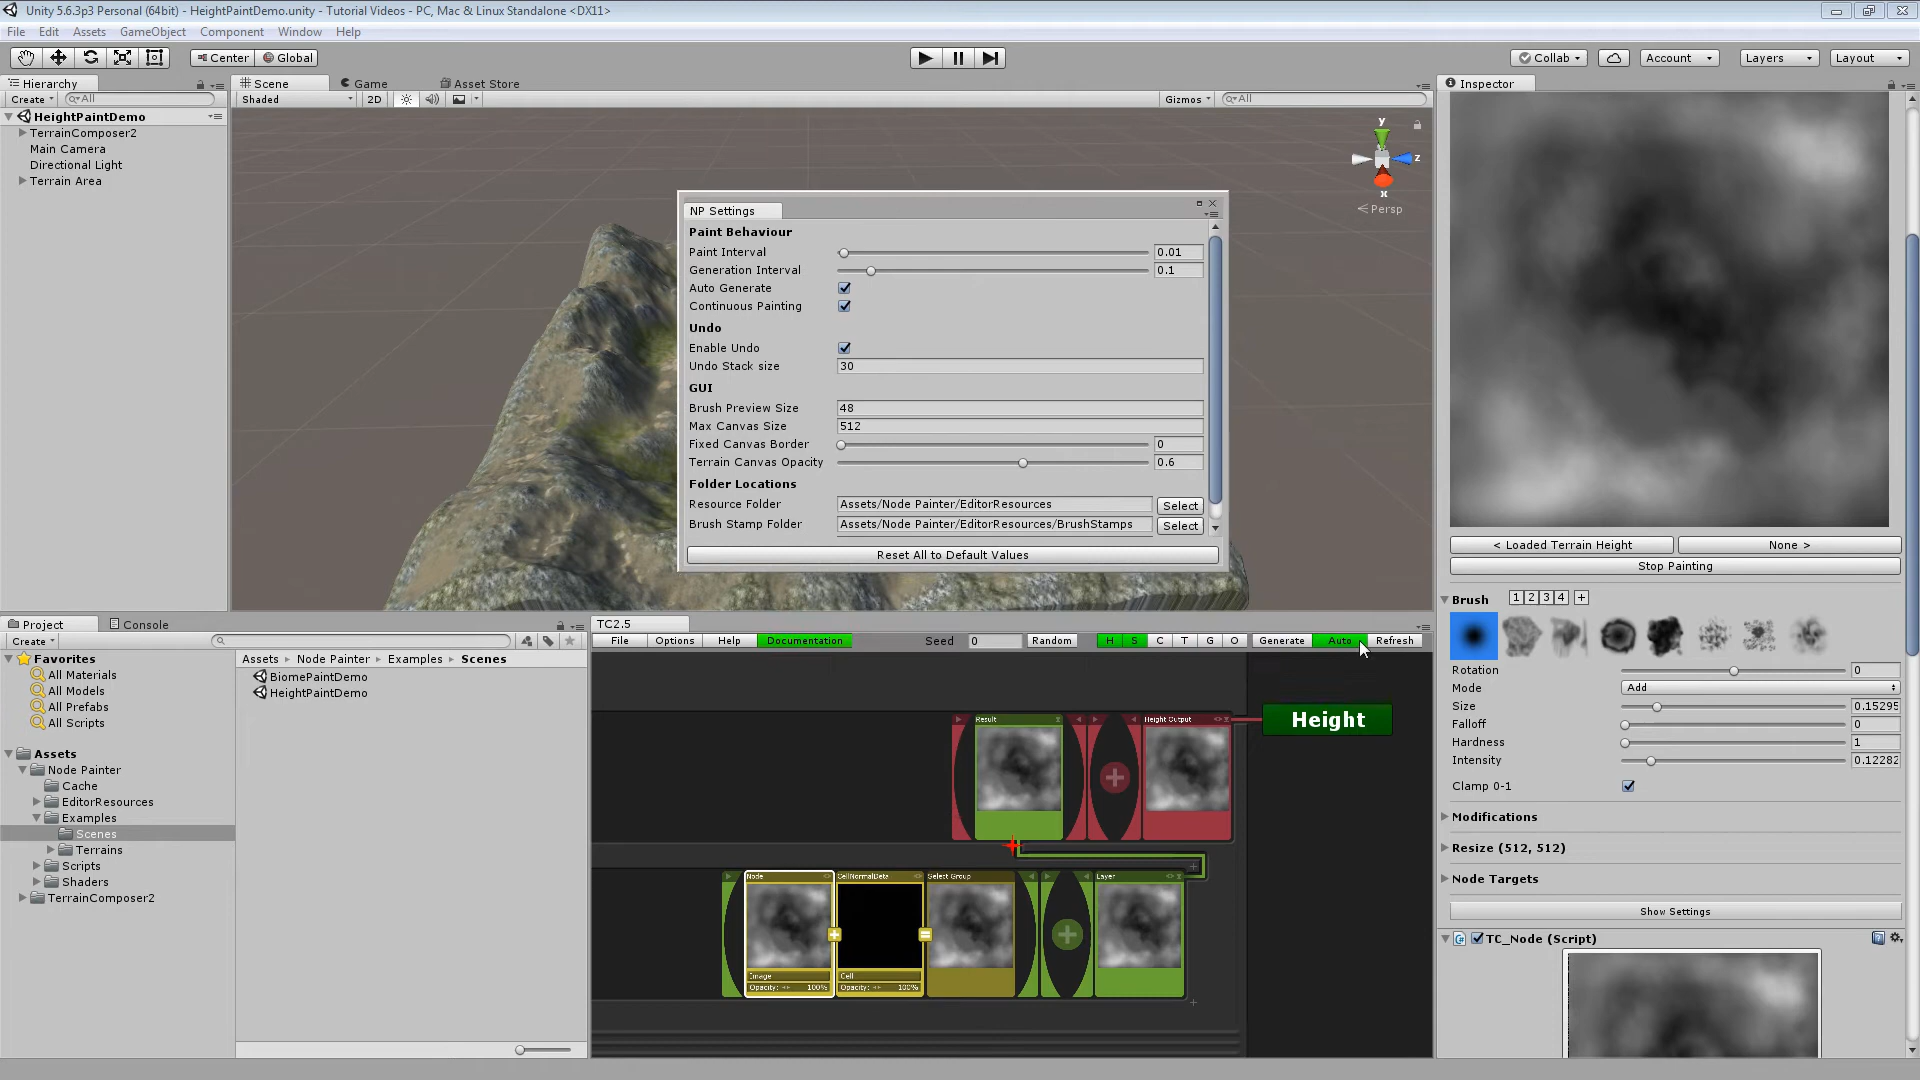 Unity 5.6.3p3 Personal (64bit) - HeightPaintDemo.unity - Tutorial Videos - PC, Mac & Linux Standalone <DX11>
File Edit Assets GameObject Component Window Help
Center Global Collab Account Layers Layout
Hierarchy
Create All
HeightPaintDemo
TerrainComposer2
Main Camera
Directional Light
Terrain Area
Scene Game Asset Store
Shaded 2D Gizmos All
y
z
x
Persp
NP Settings
Paint Behaviour
Paint Interval 0.01
Generation Interval 0.1
Auto Generate
Continuous Painting
Undo
Enable Undo
Undo Stack size 30
GUI
Brush Preview Size 48
Max Canvas Size 512
Fixed Canvas Border 0
Terrain Canvas Opacity 0.6
Folder Locations
Resource Folder Assets/Node Painter/EditorResources Select
Brush Stamp Folder Assets/Node Painter/EditorResources/BrushStamps Select
Reset All to Default Values
Project Console
Create
Favorites
All Materials
All Models
All Prefabs
All Scripts
Assets
Node Painter
Cache
EditorResources
Examples
Scenes
Terrains
Scripts
Shaders
TerrainComposer2
Assets Node Painter Examples Scenes
BiomePaintDemo
HeightPaintDemo
TC2.5
File Options Help Documentation Seed 0 Random H S C T G O Generate Auto Refresh
Result Height Output
Height
Node CellNormalDeta Select Group Layer
Image Cell
Opacity: 100% Opacity: 100%
Inspector
< Loaded Terrain Height None >
Stop Painting
Brush 1 2 3 4 +
Rotation 0
Mode Add
Size 0.15295
Falloff 0
Hardness 1
Intensity 0.12282
Clamp 0-1
Modifications
Resize (512, 512)
Node Targets
Show Settings
TC_Node (Script)